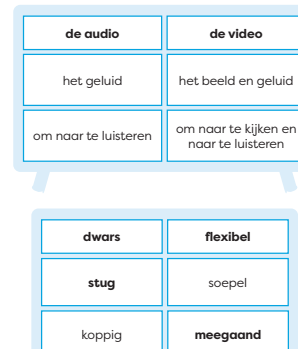 de audio
de video
het geluid
het beeld en geluid
om naar te luisteren
om naar te kijken en
naar te luisteren
dwars
flexibel
stug
soepel
koppig
meegaand